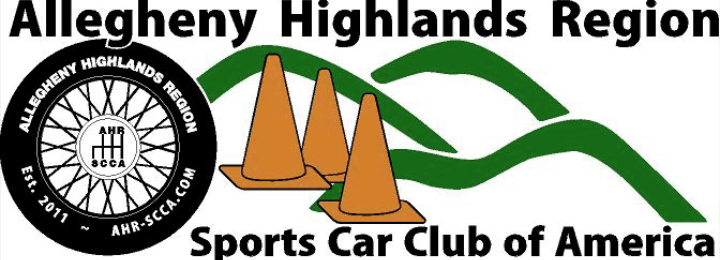 Allegheny Highlands Region
ALLEGHENY HIGHLANDS REGION
AHR
SCCA
Est. 2011 ~ AHR-SCCA.COM
Sports Car Club of America